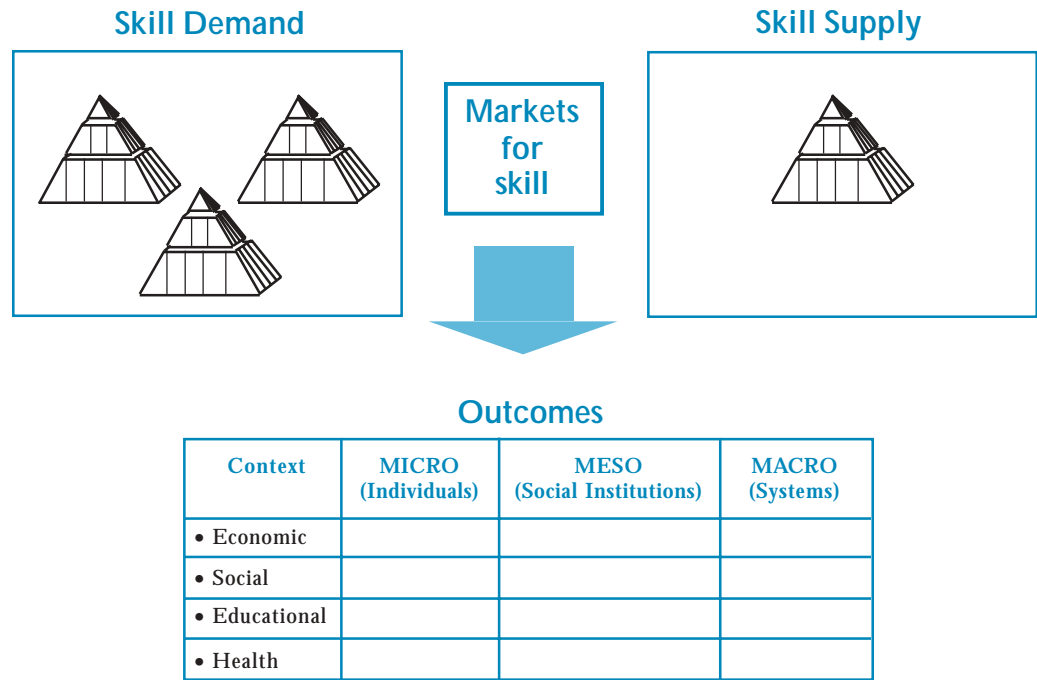 Skill Demand
Skill Supply
Markets
for
skill
Outcomes
Context
MICRO
(Individuals)
MESO
(Social Institutions)
MACRO
(Systems)
• Economic
• Social
• Educational
• Health